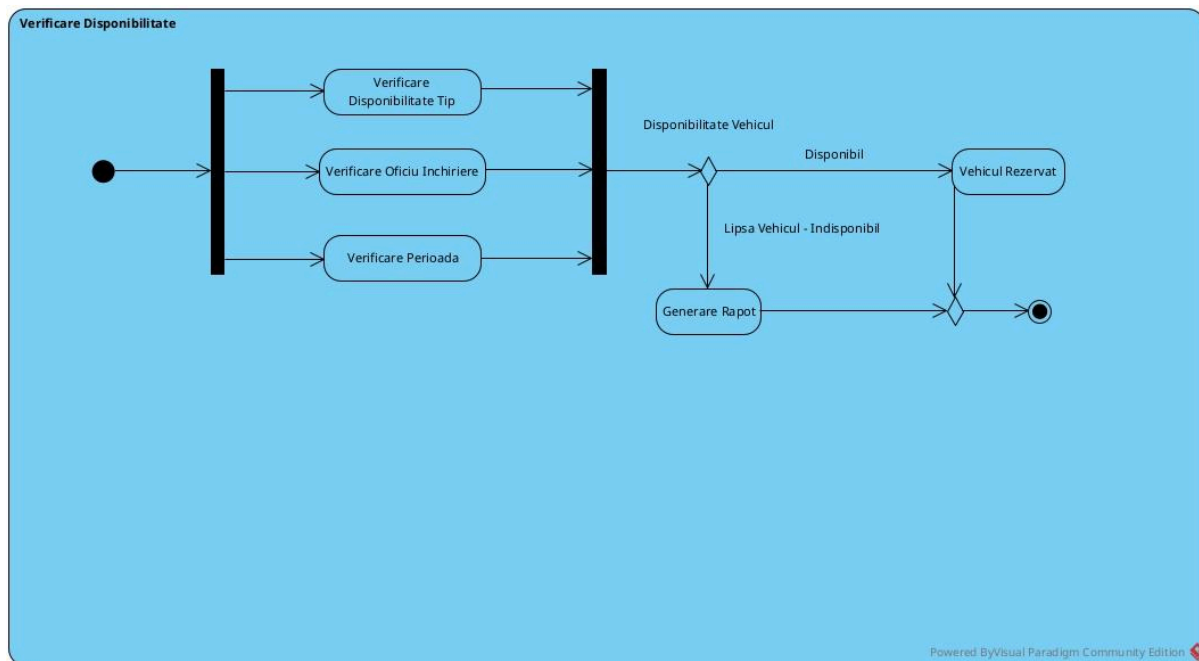 Verificare Disponibilitate
Verificare
Disponibilitate Tip
Disponibilitate Vehicul
Disponibil
Verificare Oficiu Inchiriere
Vehicul Rezervat
Lipsa Vehicul - Indisponibil
Verificare Perioada
Generare Rapot
Powered ByVisual Paradigm Community Edition